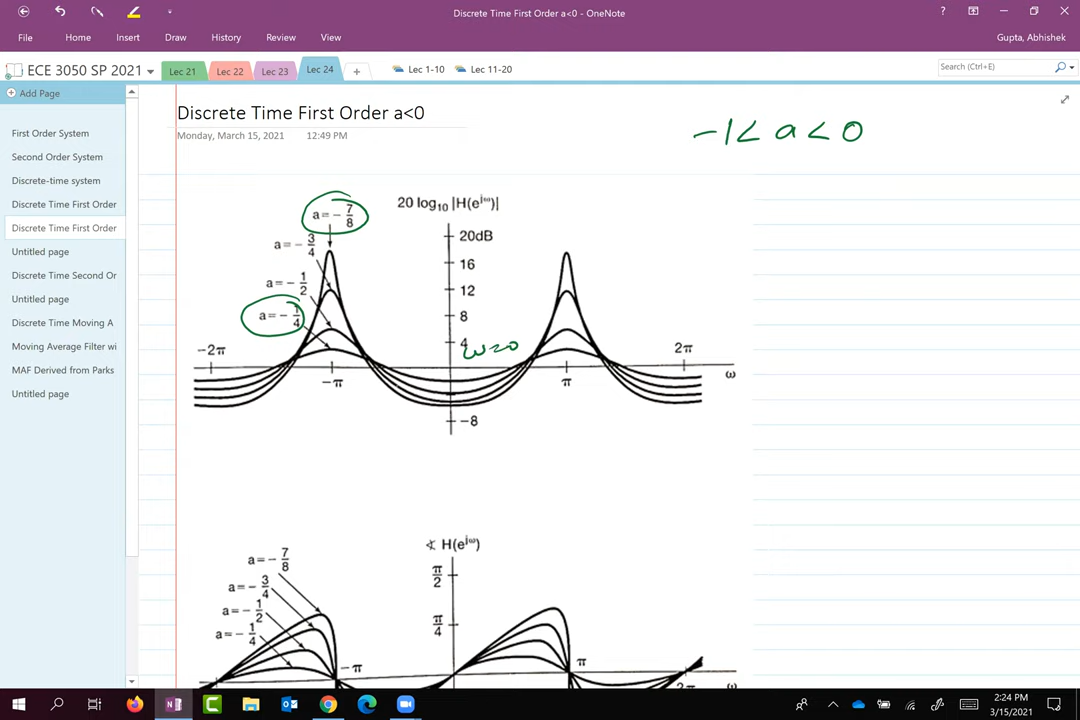 Discrete Time First Order a<0 - OneNote
File Home Insert Draw History Review View
Gupta, Abhishek
ECE 3050 SP 2021
Lec 21
Lec 22
Lec 23
Lec 24
Lec 1-10
Lec 11-20
Search (Ctrl+E)
Add Page
First Order System
Second Order System
Discrete-time system
Discrete Time First Order
Discrete Time First Order
Untitled page
Discrete Time Second Or
Untitled page
Discrete Time Moving A
Moving Average Filter wi
MAF Derived from Parks
Untitled page
Discrete Time First Order a<0
Monday, March 15, 2021 12:49 PM
-1 < a < 0
20 log₁₀ |H(e^jω)|
a = - 7/8
a = - 3/4
a = - 1/2
a = - 1/4
20dB
16
12
8
4
ω=0
-2π
-π
π
2π
ω
-8
∢ H(e^jω)
a = - 7/8
a = - 3/4
a = - 1/2
a = - 1/4
π/2
π/4
-π
π
2π
ω
2:24 PM
3/15/2021